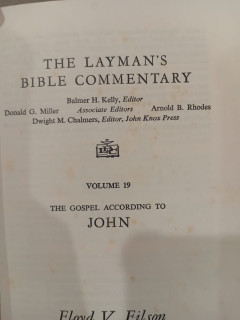 THE LAYMAN'S
BIBLE COMMENTARY
Balmer H. Kelly, Editor
Donald G. Miller Associate Editors Arnold B. Rhodes
Dwight M. Chalmers, Editor, John Knox Press
VOLUME 19
THE GOSPEL ACCORDING TO
JOHN
Floyd V. Filson